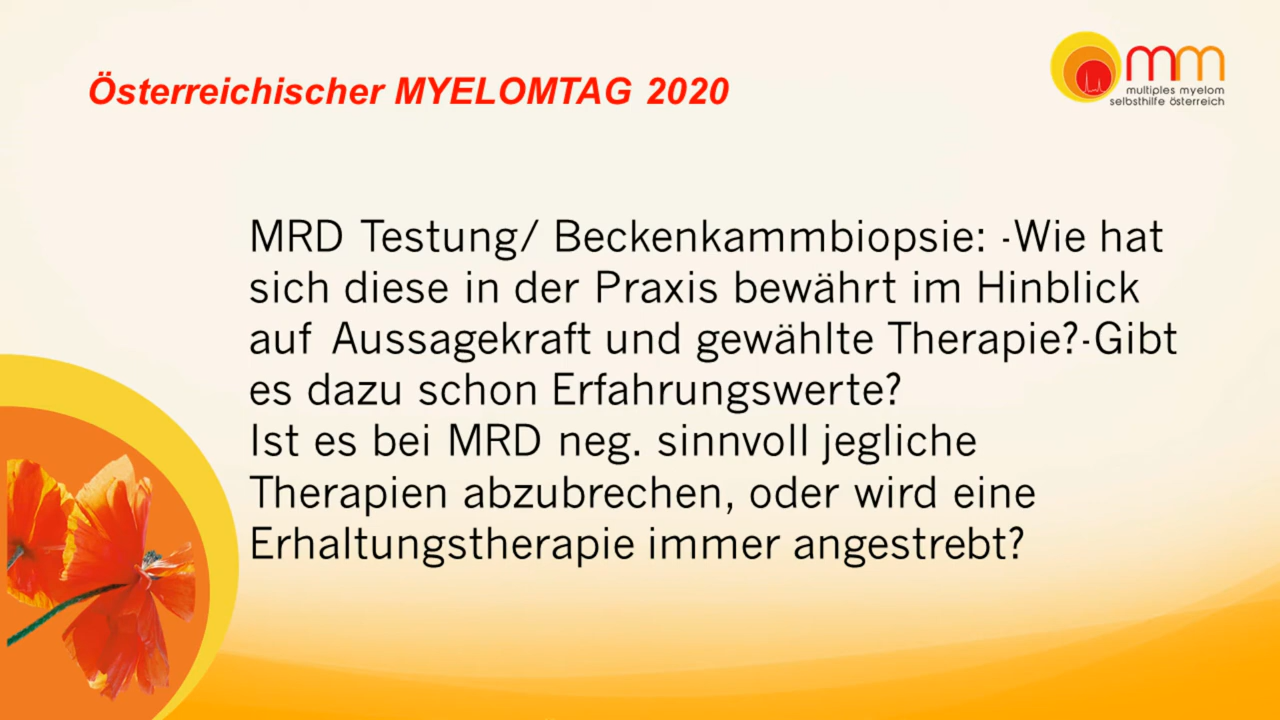 Österreichischer MYELOMTAG 2020
mm
multiples myelom
selbsthilfe österreich
MRD Testung/ Beckenkammbiopsie: -Wie hat
sich diese in der Praxis bewährt im Hinblick
auf Aussagekraft und gewählte Therapie?-Gibt
es dazu schon Erfahrungswerte?
Ist es bei MRD neg. sinnvoll jegliche
Therapien abzubrechen, oder wird eine
Erhaltungstherapie immer angestrebt?